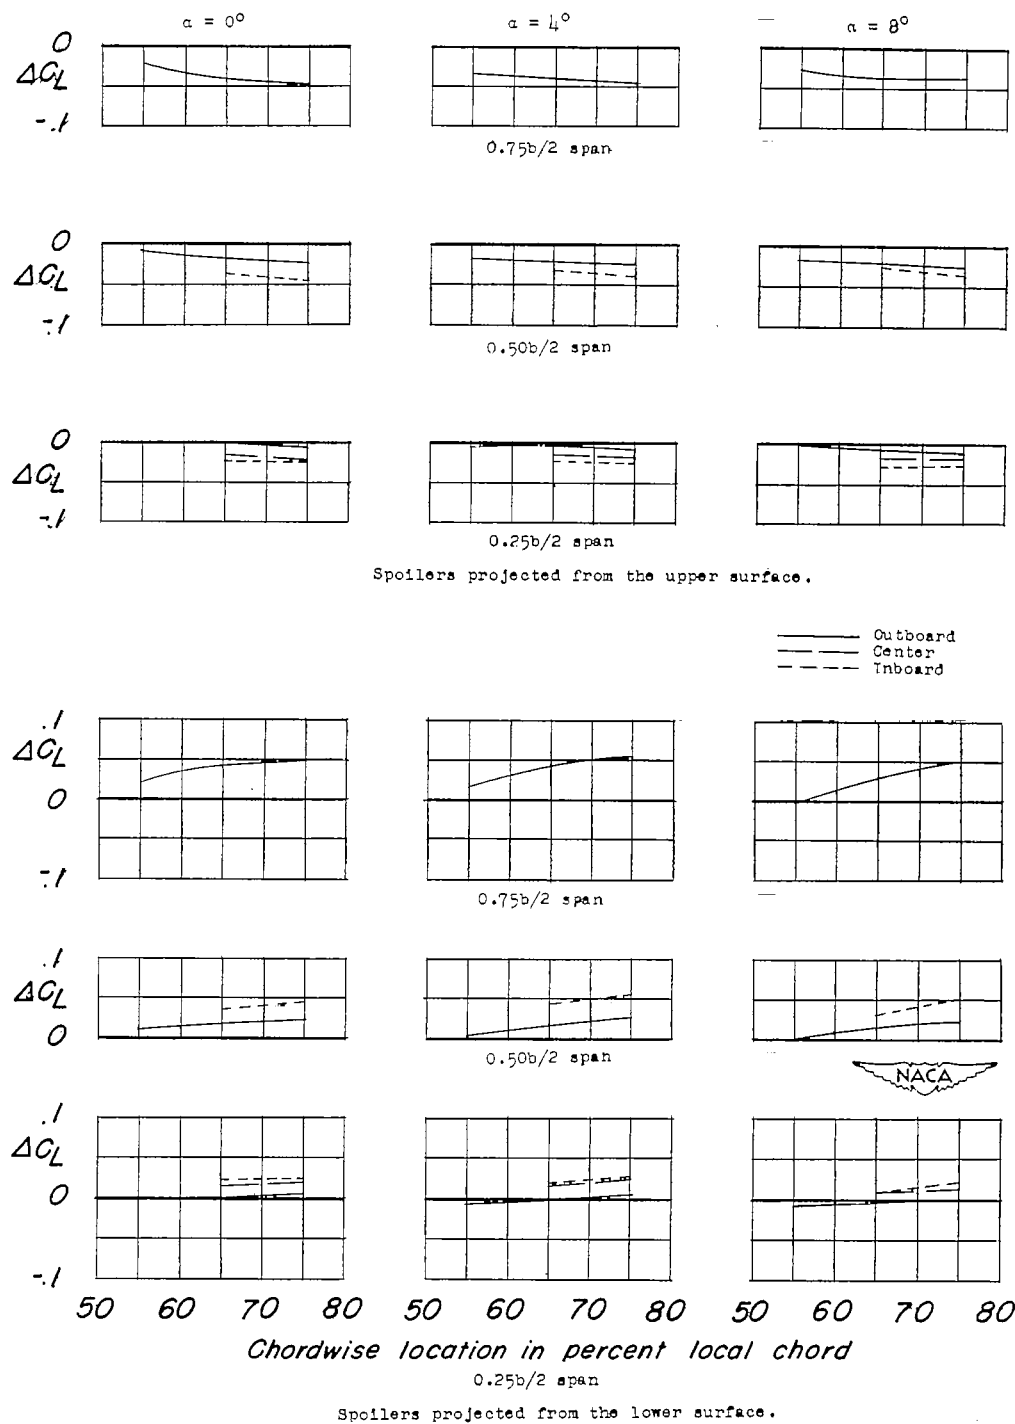 α = 0° α = 4° α = 8°
0
ΔCL
-.1
0.75b/2 span
0
ΔCL
-.1
0.50b/2 span
0
ΔCL
-.1
0.25b/2 span
Spoilers projected from the upper surface.
Outboard
Center
Inboard
.1
ΔCL
0
-.1
0.75b/2 span
.1
ΔCL
0
0.50b/2 span
NACA
.1
ΔCL
0
-.1
50 60 70 80 50 60 70 80 50 60 70 80
Chordwise location in percent local chord
0.25b/2 span
Spoilers projected from the lower surface.